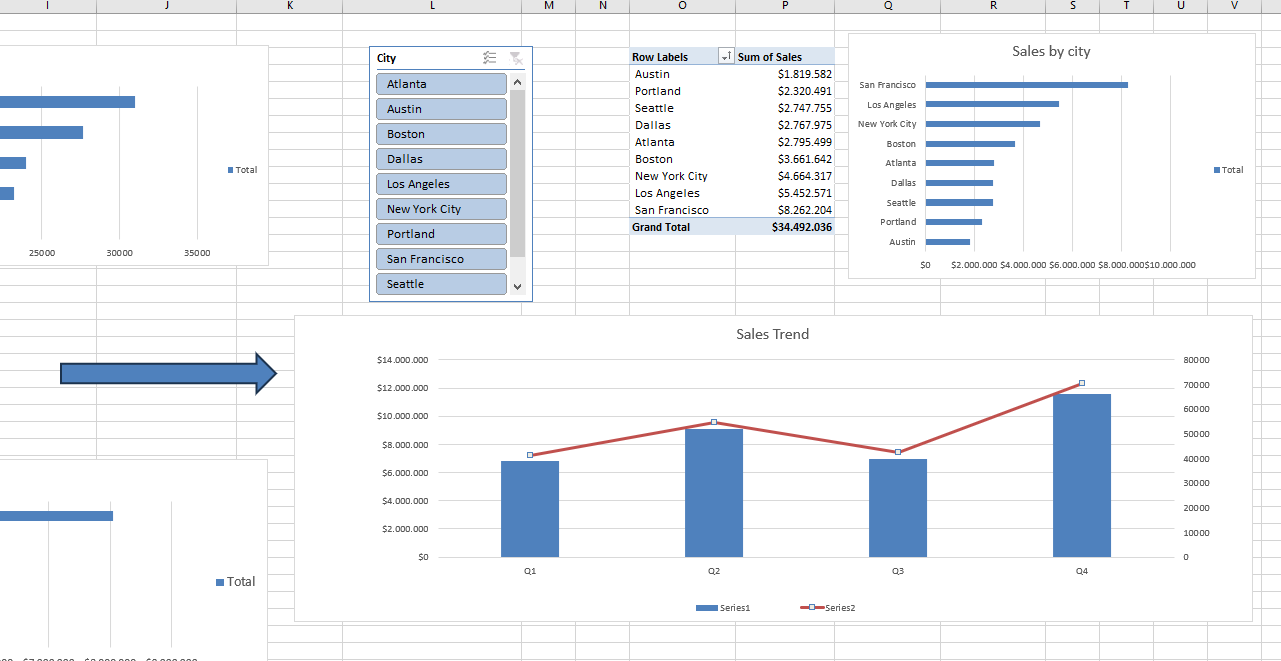 I J K L M N O P Q R S T U V
Total
25000 30000 35000
City
Atlanta
Austin
Boston
Dallas
Los Angeles
New York City
Portland
San Francisco
Seattle
Row Labels Sum of Sales
Austin $1.819.582
Portland $2.320.491
Seattle $2.747.755
Dallas $2.767.975
Atlanta $2.795.499
Boston $3.661.642
New York City $4.664.317
Los Angeles $5.452.571
San Francisco $8.262.204
Grand Total $34.492.036
Sales by city
San Francisco
Los Angeles
New York City
Boston
Atlanta
Dallas
Seattle
Portland
Austin
Total
$0 $2.000.000 $4.000.000 $6.000.000 $8.000.000 $10.000.000
Sales Trend
$14.000.000 80000
$12.000.000 70000
$10.000.000 60000
$8.000.000 50000
$6.000.000 40000
$4.000.000 30000
$2.000.000 20000
$0 10000
0
Q1 Q2 Q3 Q4
Series1 Series2
Total